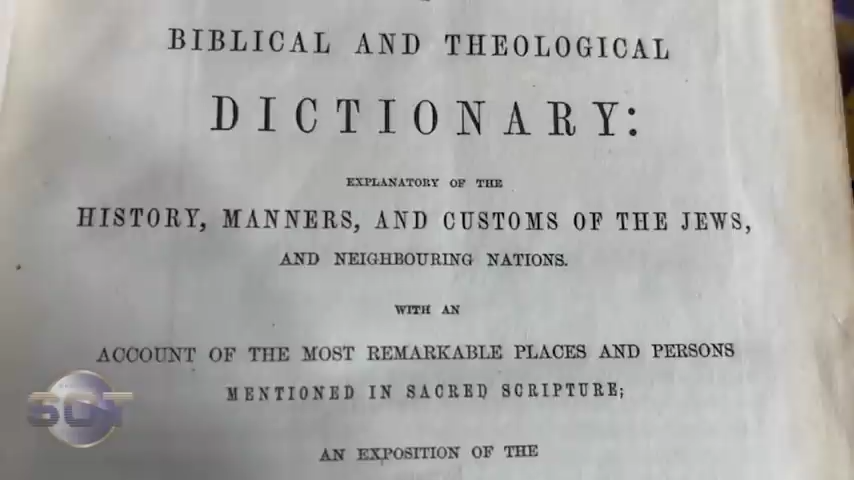 BIBLICAL AND THEOLOGICAL
DICTIONARY:
EXPLANATORY OF THE
HISTORY, MANNERS, AND CUSTOMS OF THE JEWS,
AND NEIGHBOURING NATIONS.
WITH AN
ACCOUNT OF THE MOST REMARKABLE PLACES AND PERSONS
MENTIONED IN SACRED SCRIPTURE;
AN EXPOSITION OF THE